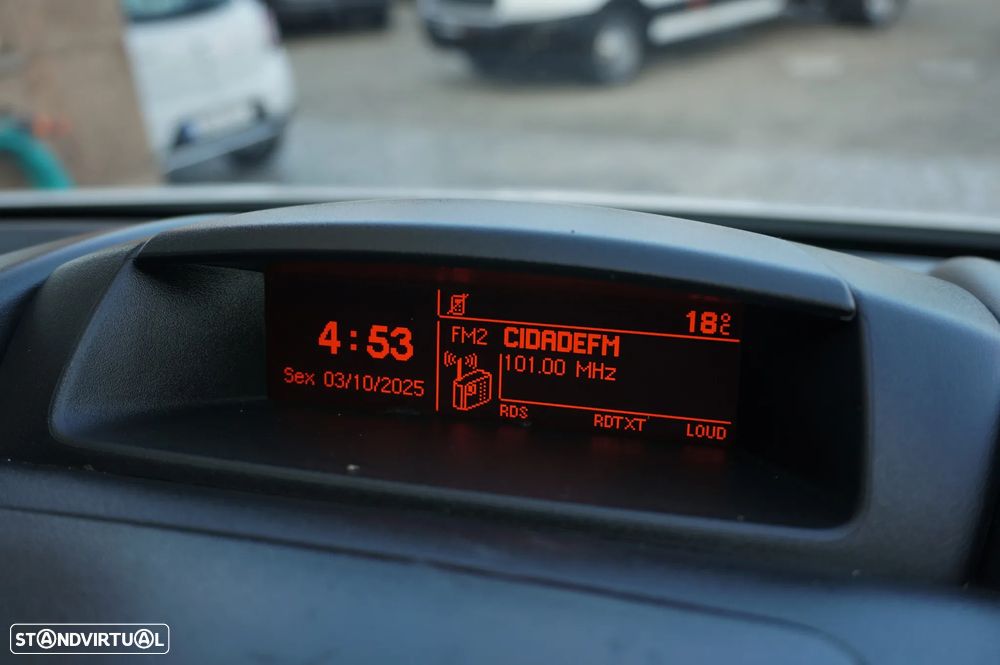 4:53
Sex 03/10/2025
18°C
FM2 CIDADEFM
101.00 MHz
RDS RDTXT LOUD
STANDVIRTUAL